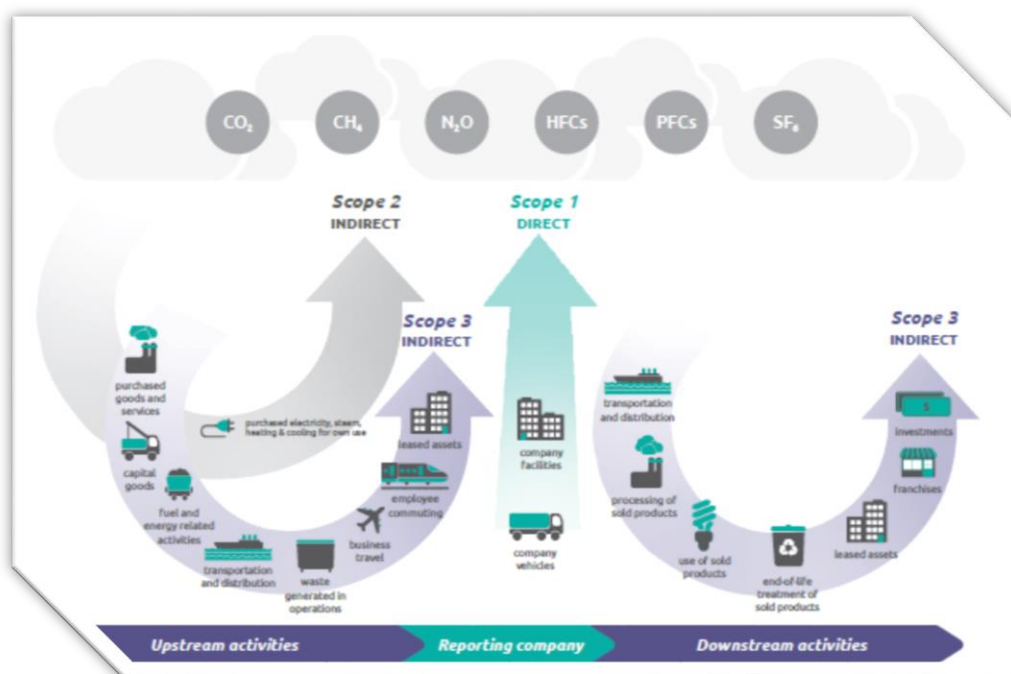 CO₂ CH₄ N₂O HFCs PFCs SF₆
Scope 2
INDIRECT
Scope 1
DIRECT
Scope 3
INDIRECT
Scope 3
INDIRECT
purchased
goods and
services
capital
goods
fuel and
energy related
activities
transportation
and distribution
waste
generated in
operations
business
travel
employee
commuting
leased assets
purchased electricity, steam,
heating & cooling for own use
company
facilities
company
vehicles
transportation
and distribution
processing of
sold products
use of sold
products
end-of-life
treatment of
sold products
leased assets
franchises
investments
$
Upstream activities
Reporting company
Downstream activities